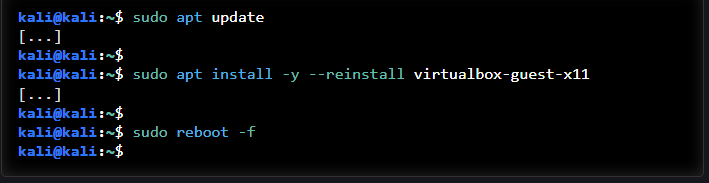 kali@kali:~$ sudo apt update
[...]
kali@kali:~$
kali@kali:~$ sudo apt install -y --reinstall virtualbox-guest-x11
[...]
kali@kali:~$
kali@kali:~$ sudo reboot -f
kali@kali:~$